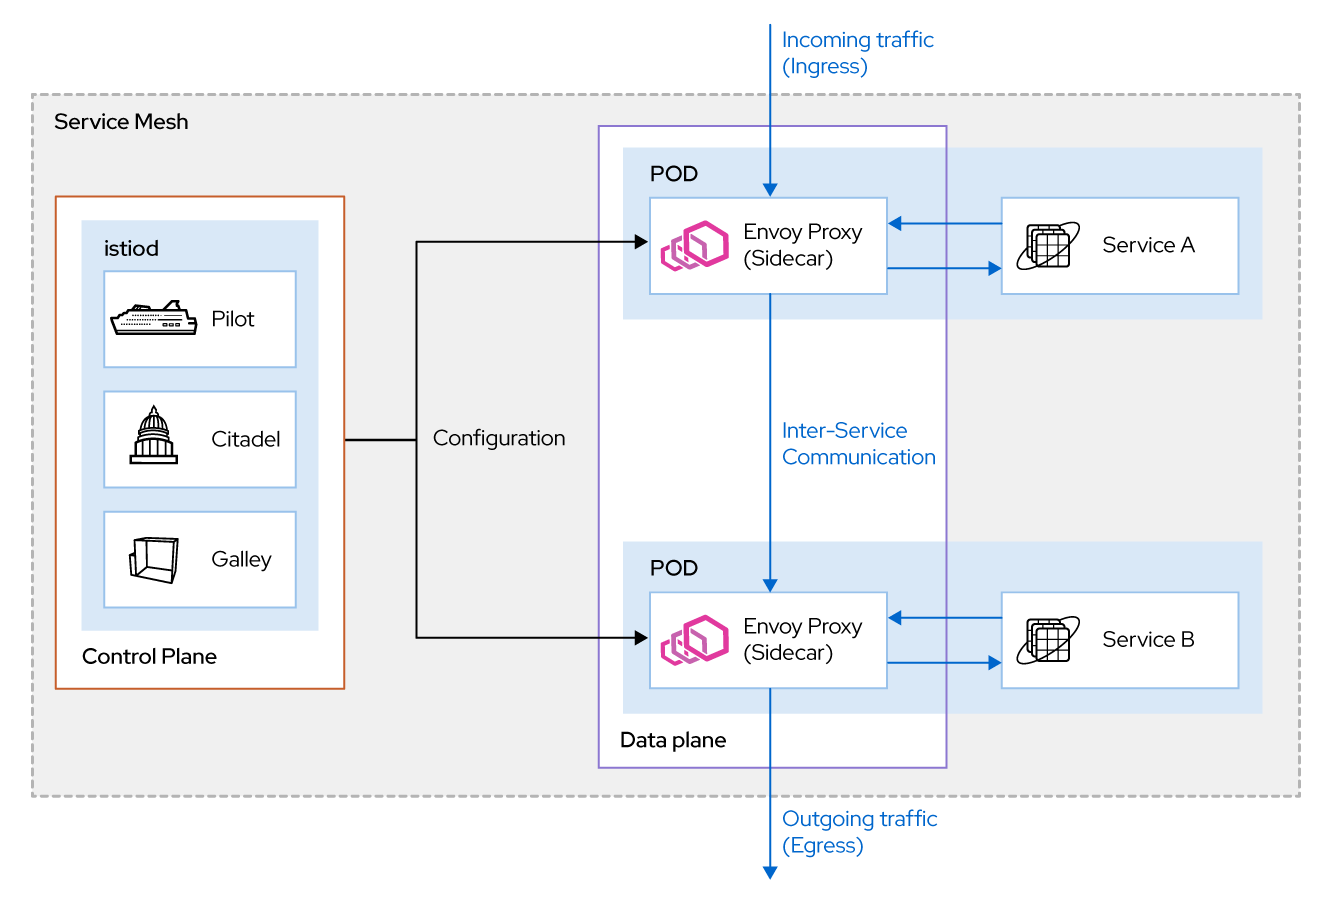 Incoming traffic
(Ingress)
Service Mesh
POD
Envoy Proxy
(Sidecar)
Service A
istiod
Pilot
Citadel
Galley
Control Plane
Configuration
Inter-Service
Communication
POD
Envoy Proxy
(Sidecar)
Service B
Data plane
Outgoing traffic
(Egress)